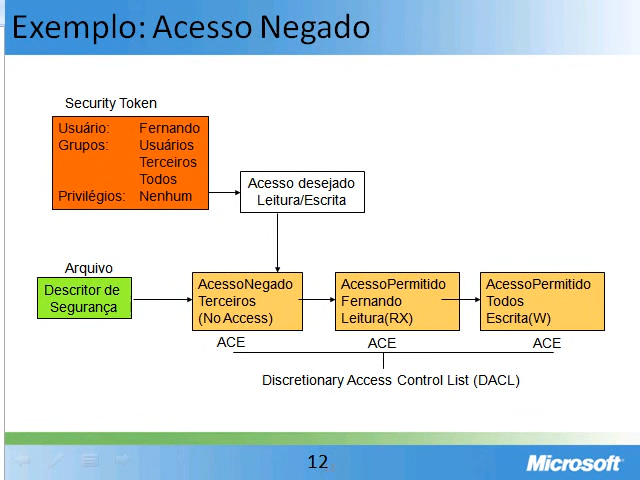 Exemplo: Acesso Negado
Security Token
Usuário: Fernando
Grupos: Usuários
Terceiros
Todos
Privilégios: Nenhum
Acesso desejado
Leitura/Escrita
Arquivo
Descritor de
Segurança
AcessoNegado
Terceiros
(No Access)
AcessoPermitido
Fernando
Leitura(RX)
AcessoPermitido
Todos
Escrita(W)
ACE
ACE
ACE
Discretionary Access Control List (DACL)
12
Microsoft